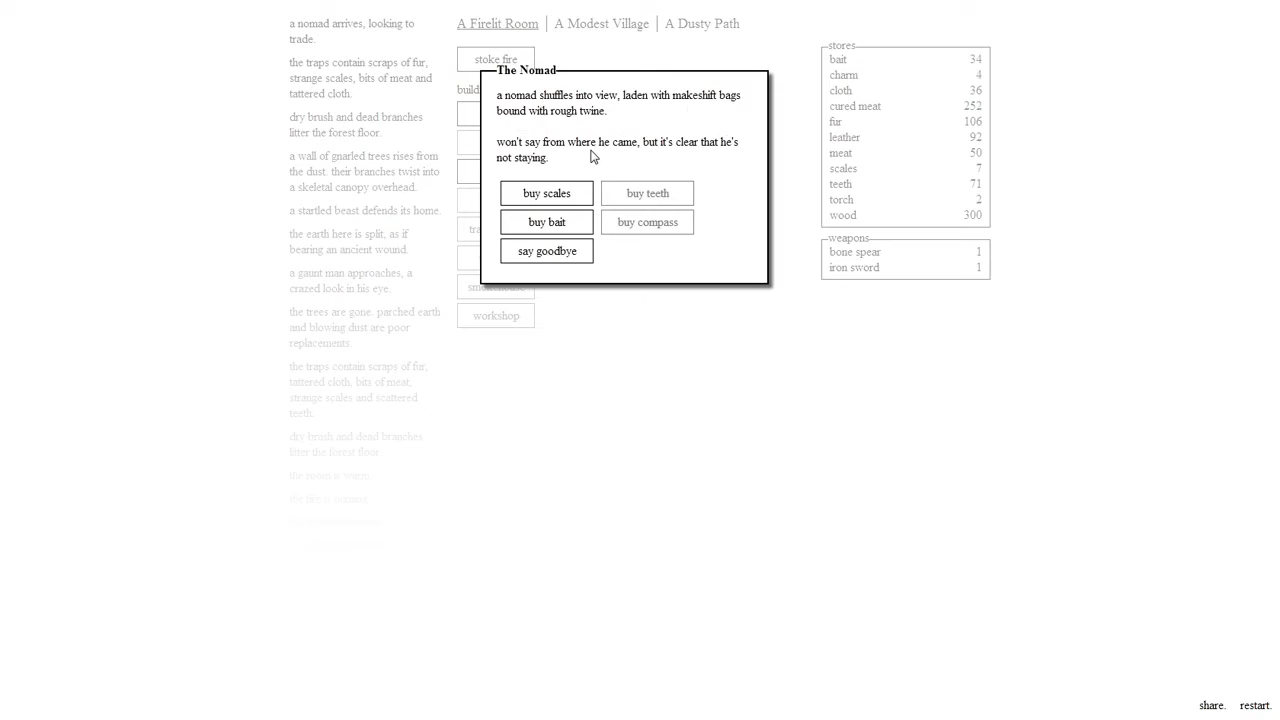 a nomad arrives, looking to
trade.
the traps contain scraps of fur,
strange scales, bits of meat and
tattered cloth.
dry brush and dead branches
litter the forest floor.
a wall of gnarled trees rises from
the dust. their branches twist into
a skeletal canopy overhead.
a startled beast defends its home.
the earth here is split, as if
bearing an ancient wound.
a gaunt man approaches, a
crazed look in his eye.
the trees are gone. parched earth
and blowing dust are poor
replacements.
the traps contain scraps of fur,
tattered cloth, bits of meat,
strange scales and scattered
teeth.
dry brush and dead branches
litter the forest floor.
the room is warm.
A Firelit Room | A Modest Village | A Dusty Path
stoke fire
build
smokehouse
workshop
The Nomad
a nomad shuffles into view, laden with makeshift bags
bound with rough twine.
won't say from where he came, but it's clear that he's
not staying.
buy scales
buy teeth
buy bait
buy compass
say goodbye
stores
bait 34
charm 4
cloth 36
cured meat 252
fur 106
leather 92
meat 50
scales 7
teeth 71
torch 2
wood 300
weapons
bone spear 1
iron sword 1
share. restart.